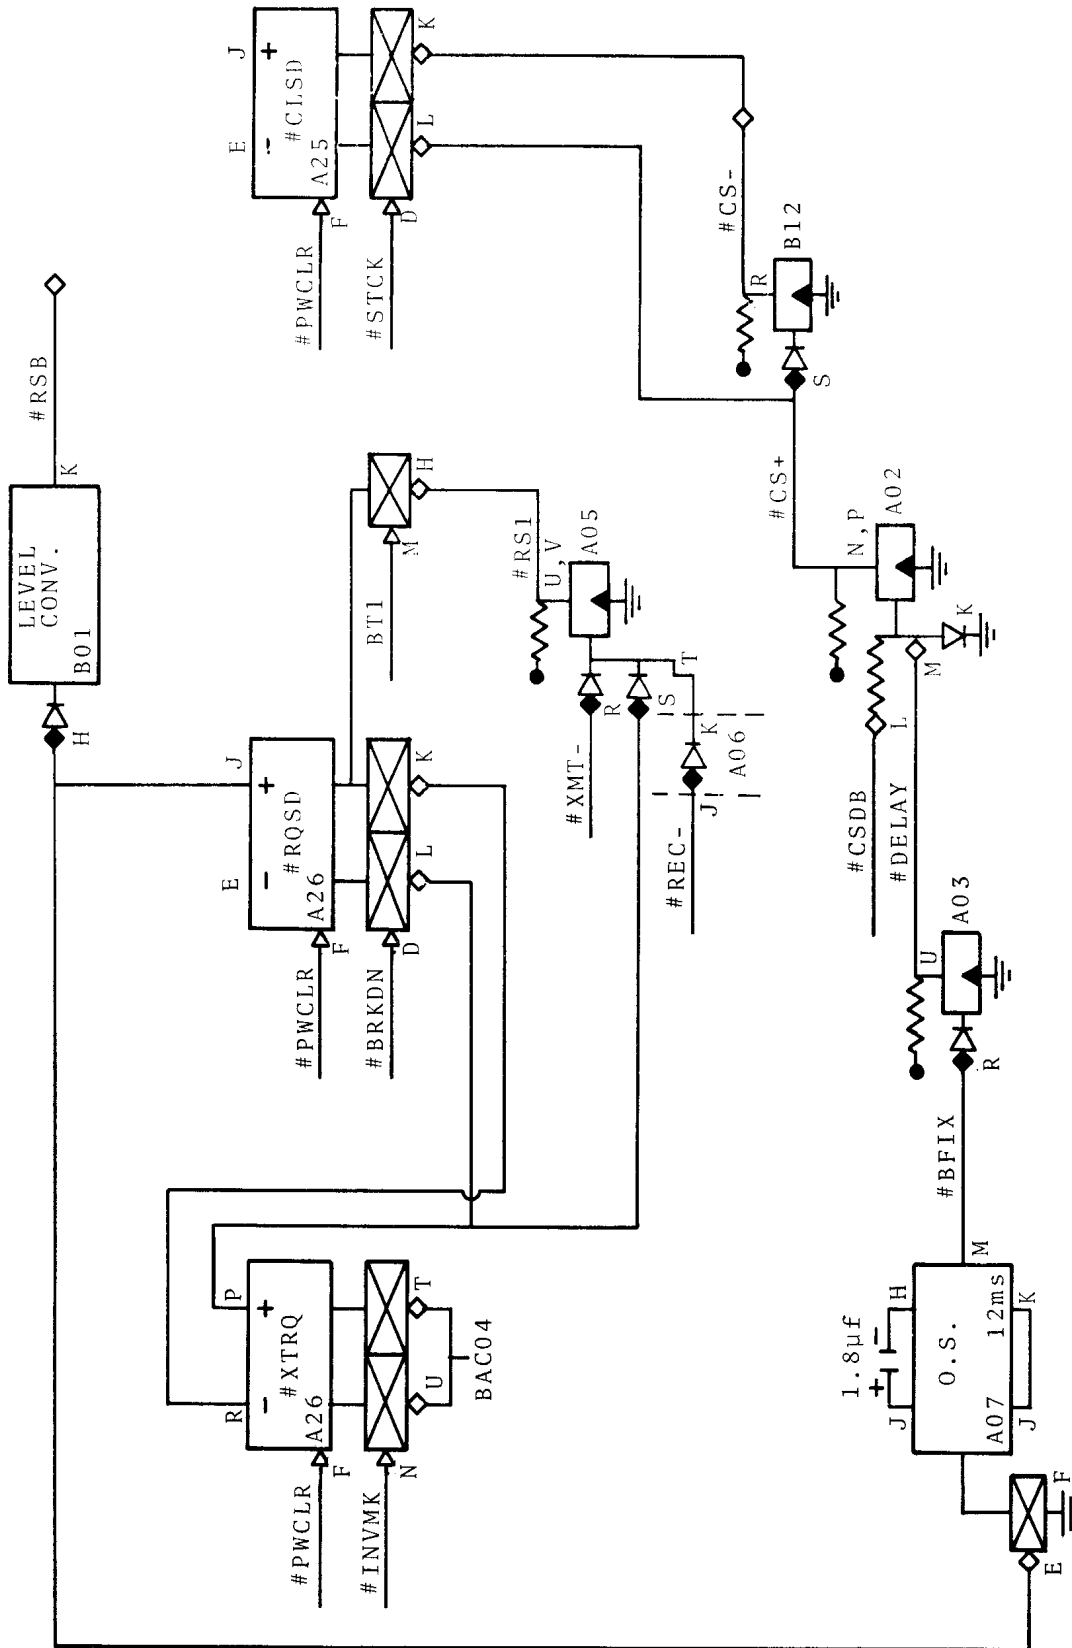 #PWCLR
#INVMK
F
N
R
P
−
+
#XTRQ
A26
U
T
BAC04
#PWCLR
#BRKDN
F
D
E
J
−
+
#RQSD
A26
L
K
H
LEVEL
CONV.
B01
K
#RSB
BT1
M
H
#RS1
U,V
A05
#XMT-
R
S
T
#REC-
J
K
A06
#PWCLR
#STCK
F
D
E
J
−
+
#CLSD
A25
L
K
#CS-
R
B12
S
#CS+
N,P
A02
K
M
L
#CSDB
#DELAY
U
A03
R
#BFIX
M
1.8µf
+
−
J
H
O.S.
A07
12ms
J
K
E
F